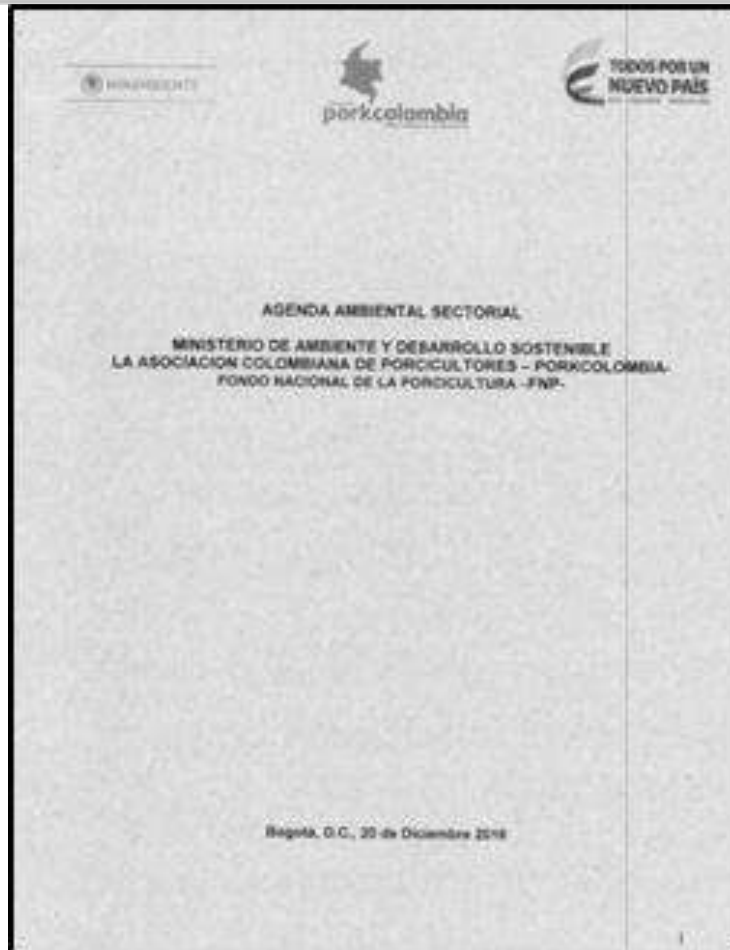 MINAMBIENTE
porkcolombia
TODOS POR UN
NUEVO PAÍS
AGENDA AMBIENTAL SECTORIAL
MINISTERIO DE AMBIENTE Y DESARROLLO SOSTENIBLE
LA ASOCIACION COLOMBIANA DE PORCICULTORES – PORKCOLOMBIA-
FONDO NACIONAL DE LA PORCICULTURA -FNP-
Bogotá, D.C., 20 de Diciembre 2016
1